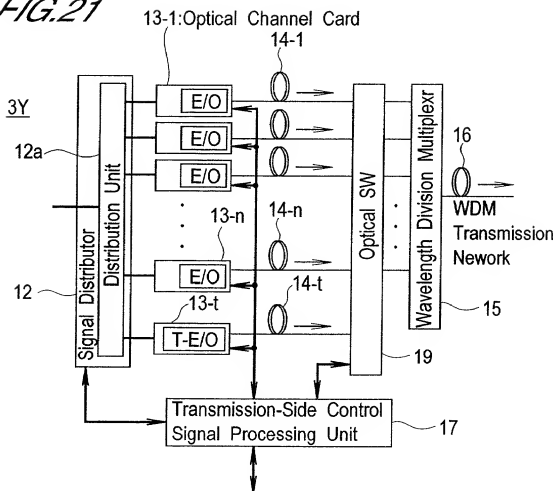 FIG.21
13-1:Optical Channel Card
14-1
3Y
12a
12
Signal Distributor
Distribution Unit
E/O
E/O
E/O
13-n
E/O
13-t
T-E/O
14-n
14-t
Optical SW
Wavelength Division Multiplexr
16
WDM
Transmission
Nework
15
19
Transmission-Side Control
Signal Processing Unit
17